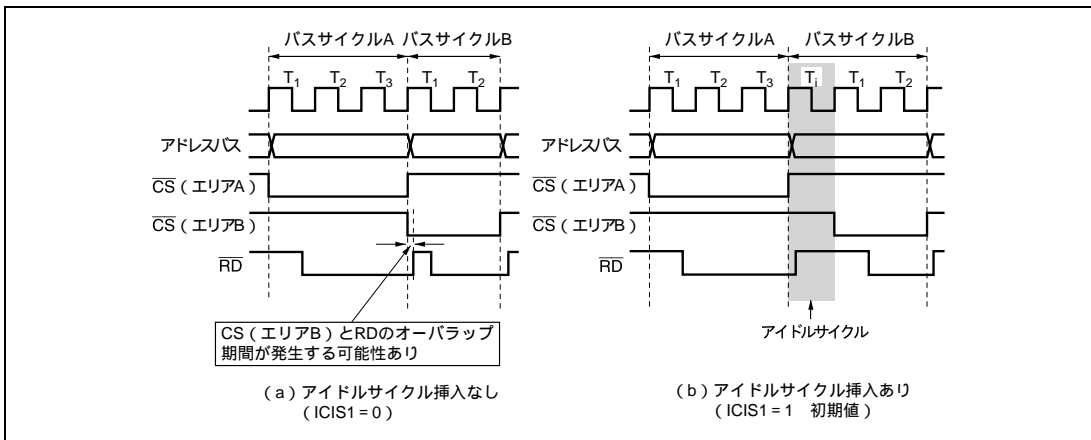 バスサイクルA バスサイクルB
T1 T2 T3 T1 T2
アドレスバス
CS(エリアA)
CS(エリアB)
RD
CS(エリアB)とRDのオーバラップ
期間が発生する可能性あり
(a)アイドルサイクル挿入なし
(ICIS1=0)
バスサイクルA バスサイクルB
T1 T2 T3 Ti T1 T2
アドレスバス
CS(エリアA)
CS(エリアB)
RD
アイドルサイクル
(b)アイドルサイクル挿入あり
(ICIS1=1 初期値)